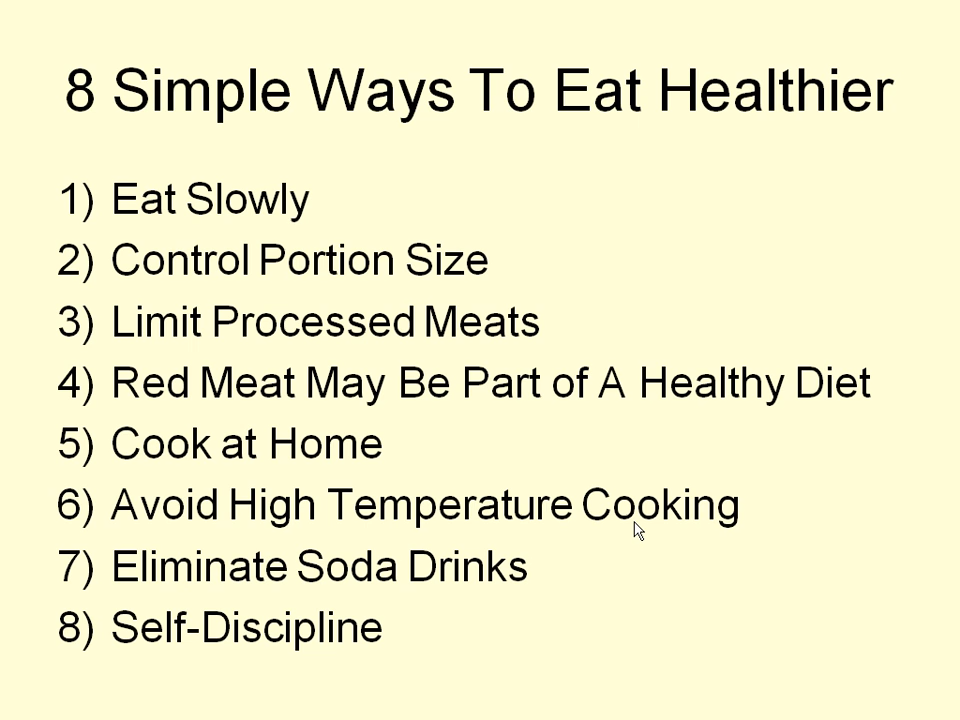 8 Simple Ways To Eat Healthier
1) Eat Slowly
2) Control Portion Size
3) Limit Processed Meats
4) Red Meat May Be Part of A Healthy Diet
5) Cook at Home
6) Avoid High Temperature Cooking
7) Eliminate Soda Drinks
8) Self-Discipline